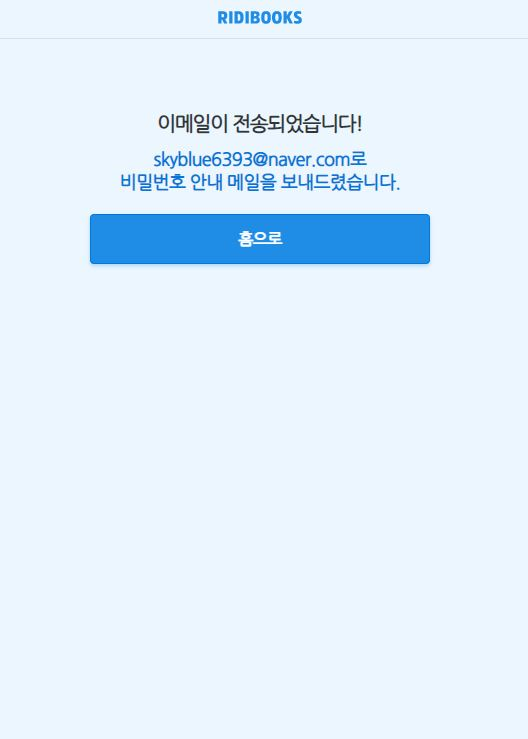 RIDIBOOKS
이메일이 전송되었습니다!
skyblue6393@naver.com로
비밀번호 안내 메일을 보내드렸습니다.
홈으로